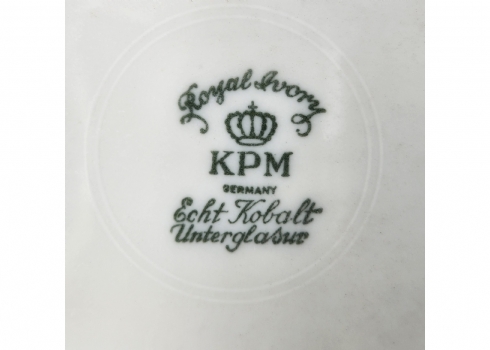 Royal Ivory
KPM
GERMANY
Echt Kobalt
Unterglasur